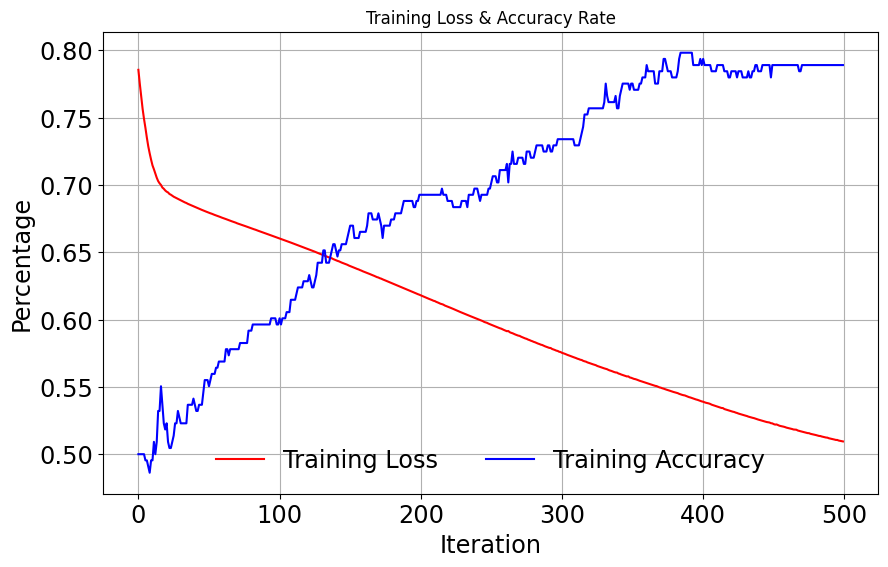 Training Loss & Accuracy Rate
0.80
0.75
0.70
0.65
0.60
0.55
0.50
Percentage
Training Loss
Training Accuracy
0
100
200
300
400
500
Iteration